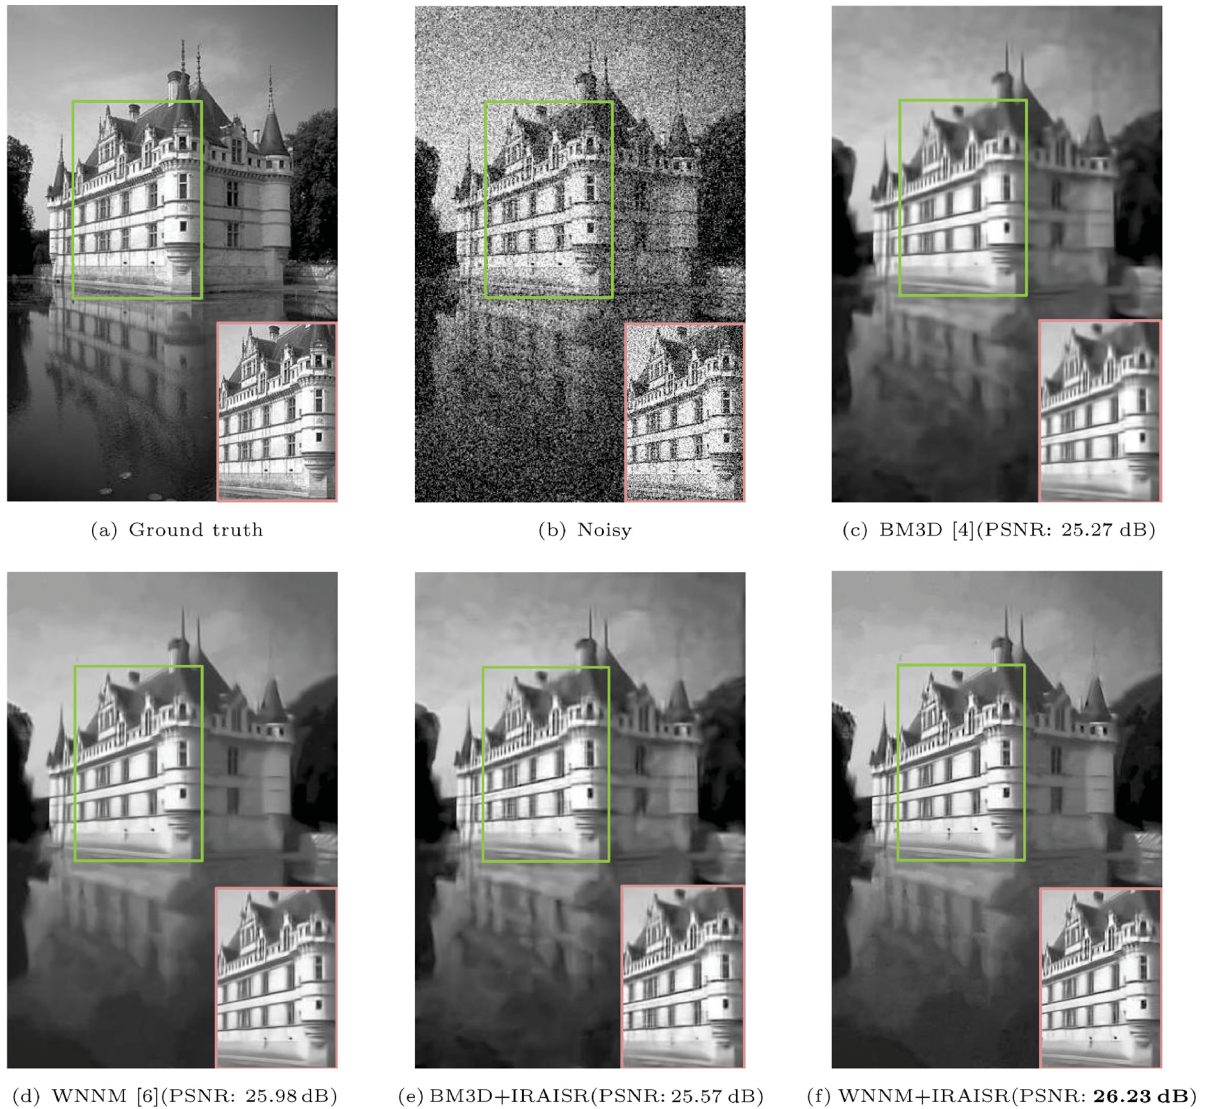 (a) Ground truth
(b) Noisy
(c) BM3D [4](PSNR: 25.27 dB)
(d) WNNM [6](PSNR: 25.98 dB)
(e) BM3D+IRAISR(PSNR: 25.57 dB)
(f) WNNM+IRAISR(PSNR: 26.23 dB)